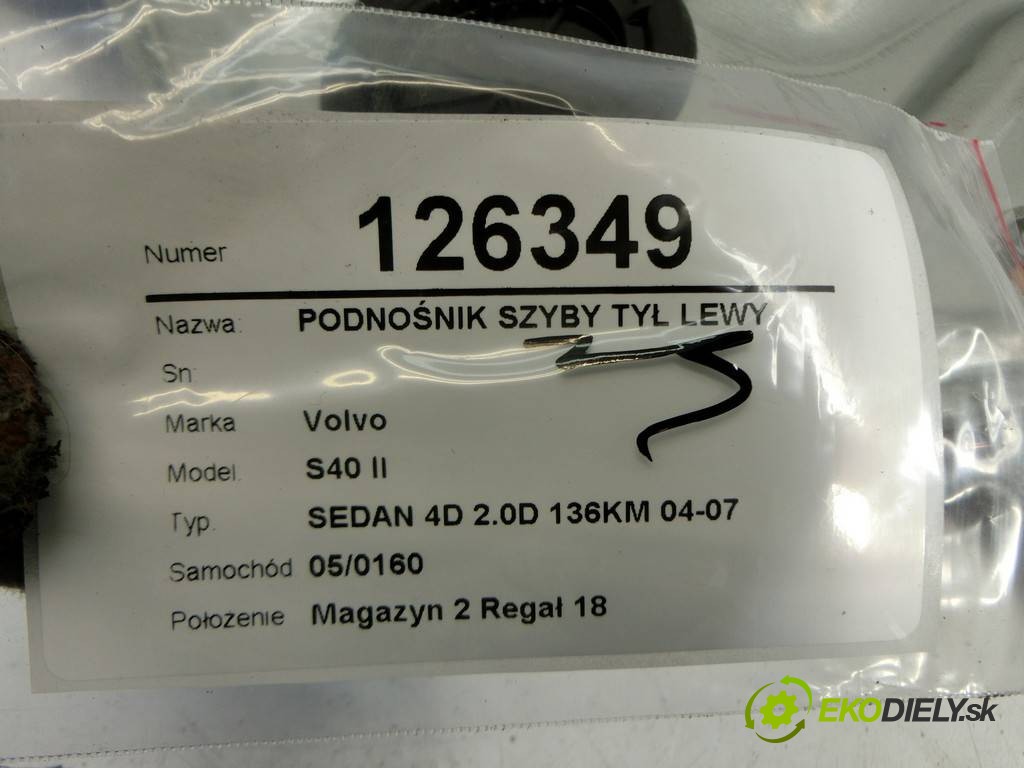 Numer 126349
Nazwa: PODNOŚNIK SZYBY TYŁ LEWY
Sn:
Marka Volvo
Model. S40 II
Typ. SEDAN 4D 2.0D 136KM 04-07
Samochód 05/0160
Położenie Magazyn 2 Regał 18
EKODIELY.sk